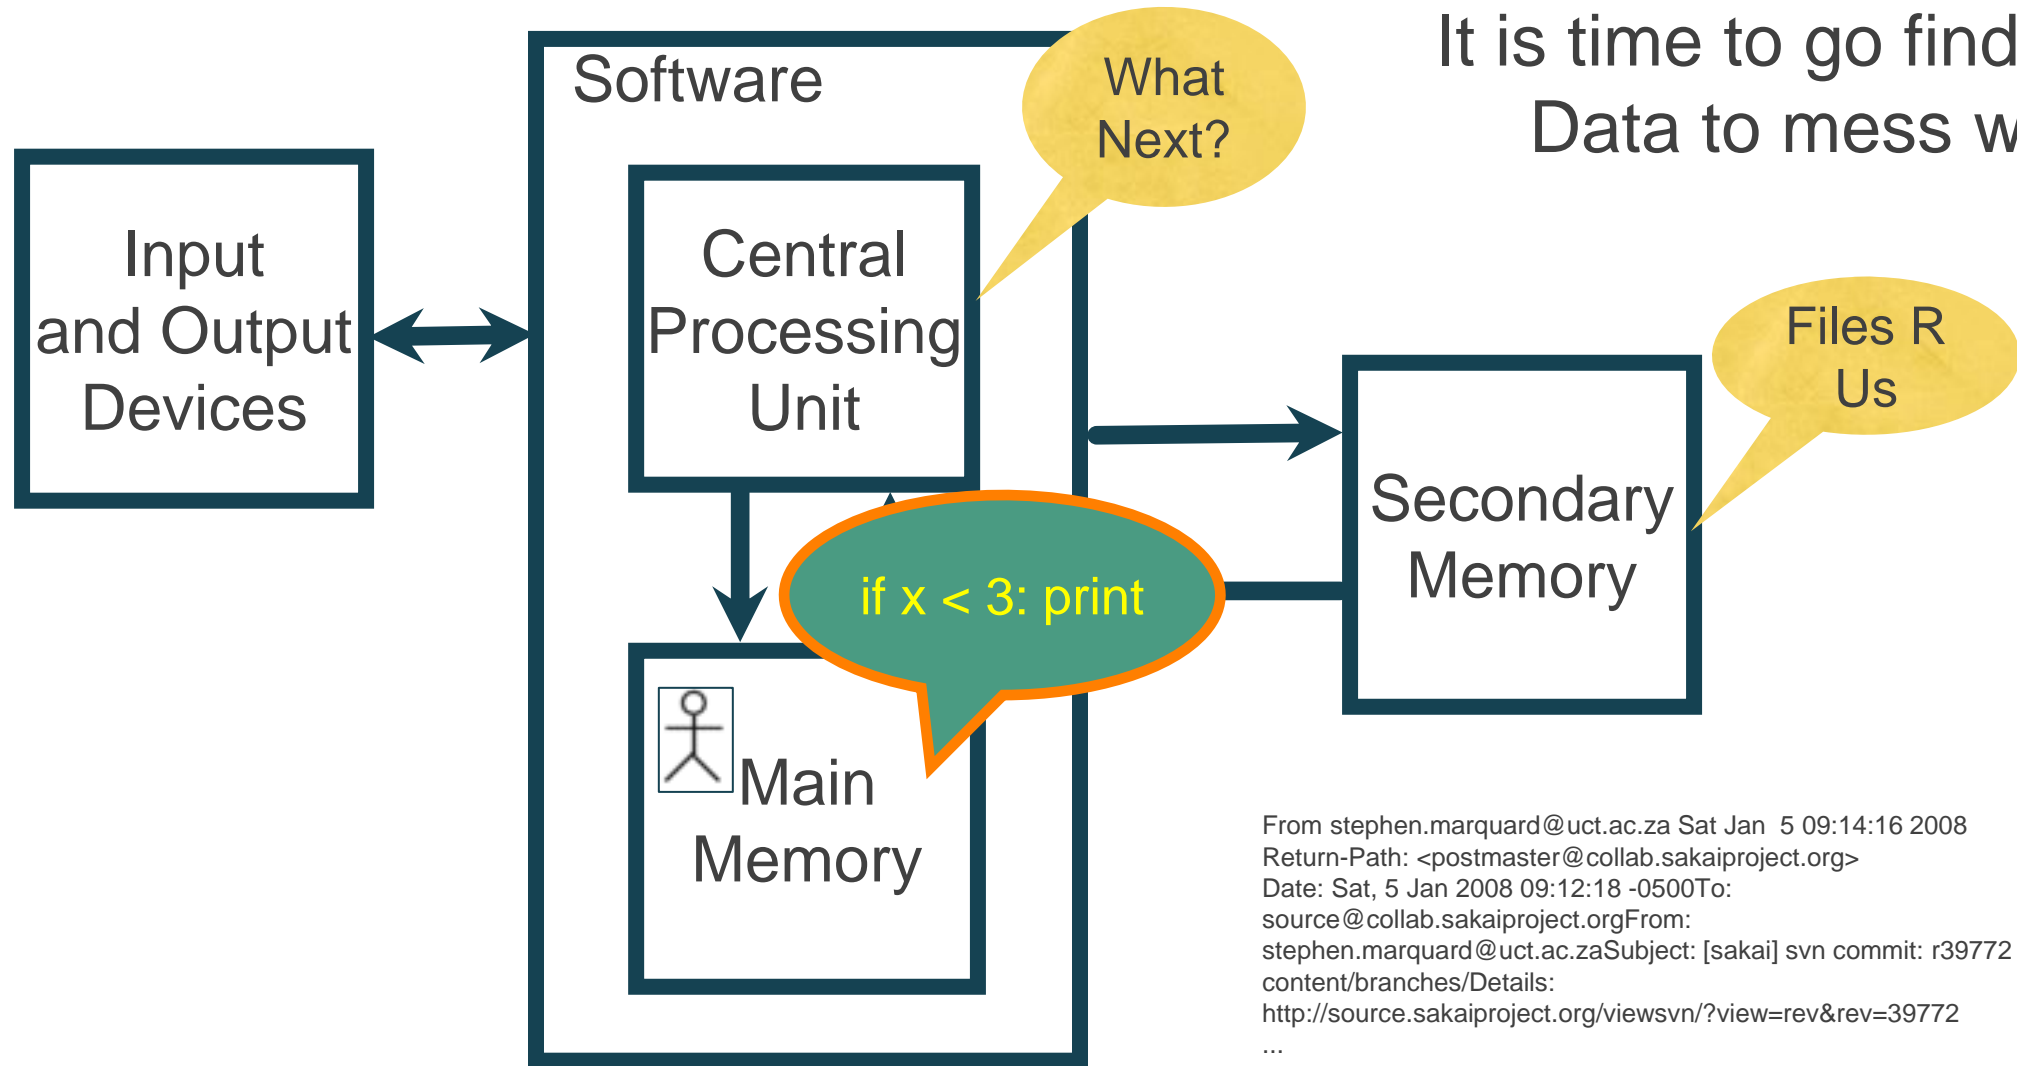 It is time to go find
Data to mess w
Software
What
Next?
Input
and Output
Devices
Central
Processing
Unit
Files R
Us
if x < 3: print
Secondary
Memory
Main
Memory
From stephen.marquard@uct.ac.za Sat Jan  5 09:14:16 2008
Return-Path: <postmaster@collab.sakaiproject.org>
Date: Sat, 5 Jan 2008 09:12:18 -0500To:
source@collab.sakaiproject.orgFrom:
stephen.marquard@uct.ac.zaSubject: [sakai] svn commit: r39772
content/branches/Details:
http://source.sakaiproject.org/viewsvn/?view=rev&rev=39772
...